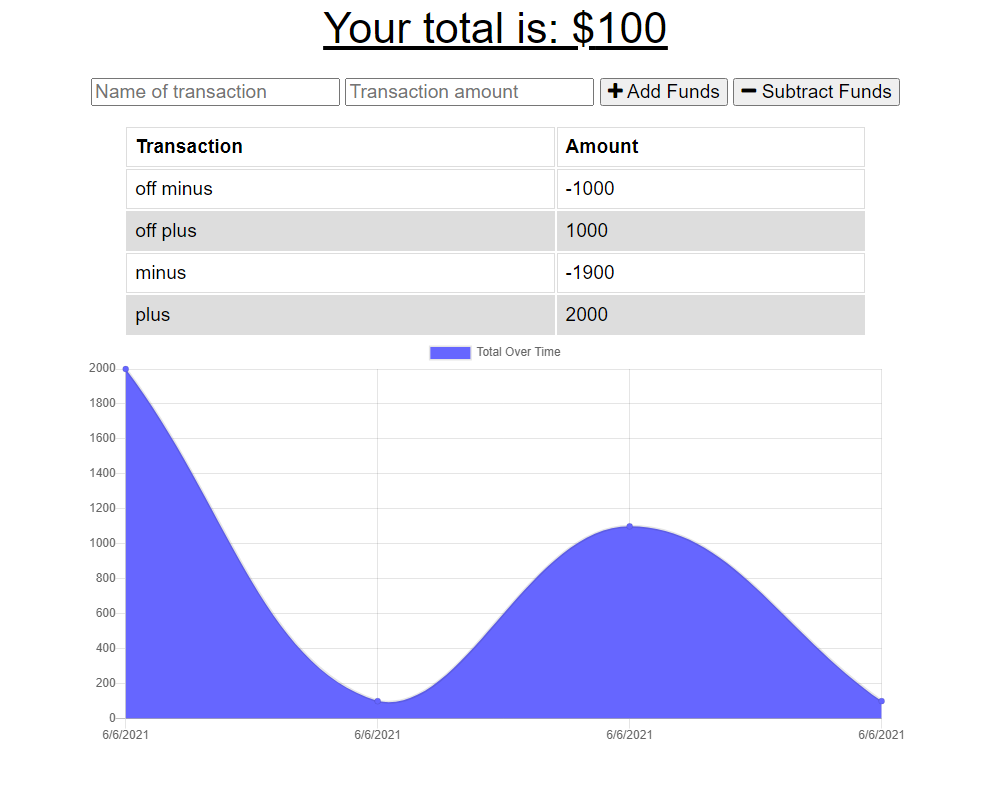 Your total is: $100
Name of transaction Transaction amount Add Funds Subtract Funds
Transaction Amount
off minus -1000
off plus 1000
minus -1900
plus 2000
Total Over Time
2000
1800
1600
1400
1200
1000
800
600
400
200
0
6/6/2021 6/6/2021 6/6/2021 6/6/2021